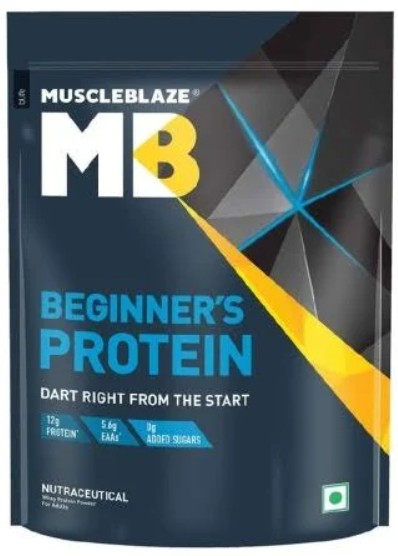 MUSCLEBLAZE®
MB
BEGINNER'S
PROTEIN
DART RIGHT FROM THE START
12g
PROTEIN*
5.6g
EAAs*
0g
ADDED SUGARS
NUTRACEUTICAL
Whey Protein Powder
For Adults